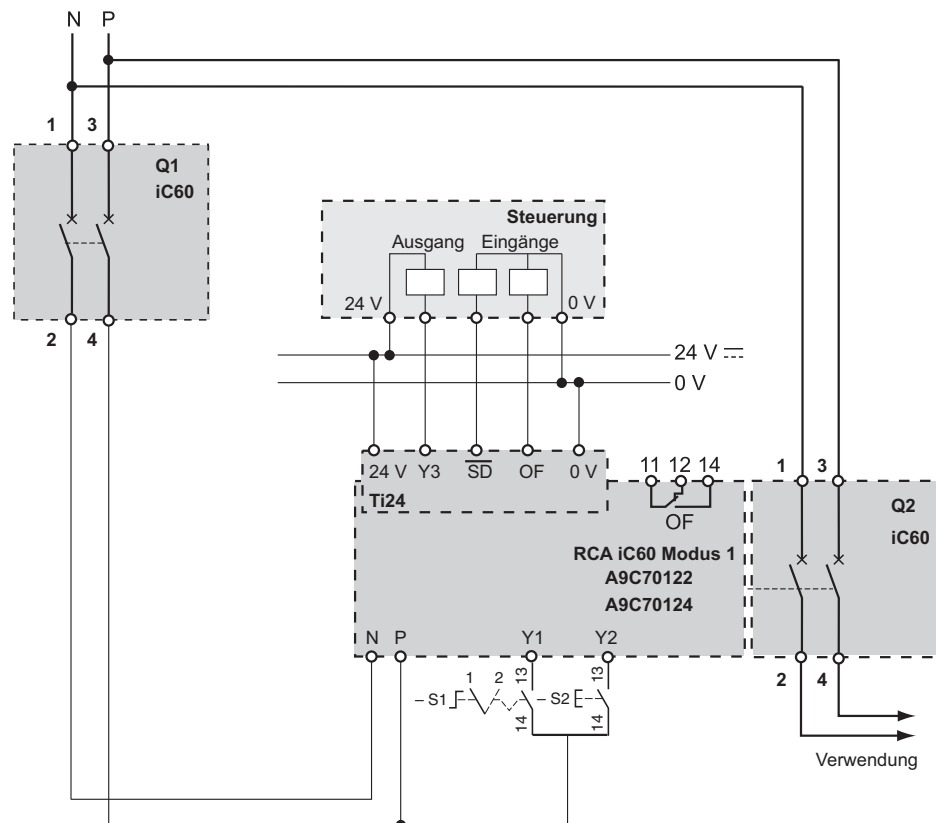 N P
1 3
Q1
iC60
2 4
Steuerung
Ausgang Eingänge
24 V 0 V
24 V
0 V
24 V Y3 SD OF 0 V
Ti24
11 12 14
OF
RCA iC60 Modus 1
A9C70122
A9C70124
N P Y1 Y2
1 3
Q2
iC60
2 4
– S1 1 2 13 14
– S2 13 14
Verwendung